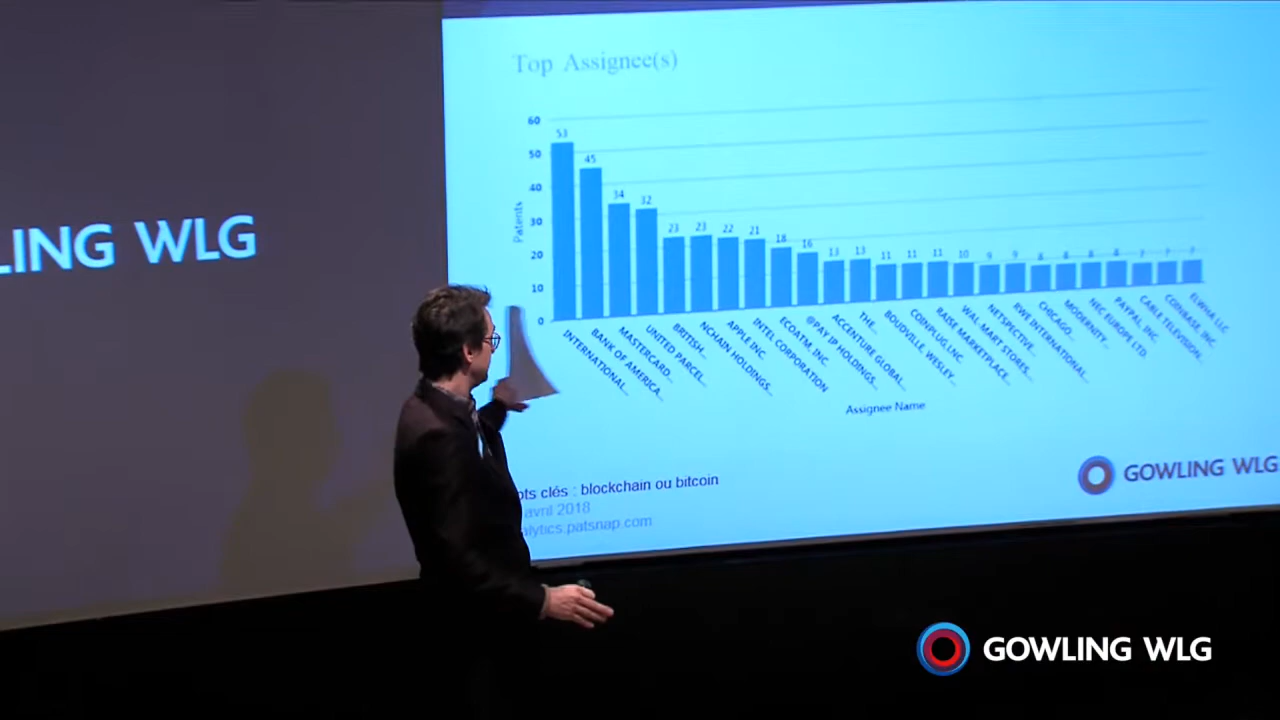 LING WLG
Top Assignee(s)
Patents
60
50
40
30
20
10
0
53
45
34
32
23
23
22
21
18
16
13
13
11
11
11
10
9
9
8
8
8
8
7
7
7
INTERNATIONAL...
BANK OF AMERICA...
MASTERCARD...
UNITED PARCEL...
BRITISH...
NCHAIN HOLDINGS...
APPLE INC.
INTEL CORPORATION
ECOATM, INC.
@PAY IP HOLDINGS...
ACCENTURE GLOBAL...
THE...
BOUDVILLE, WESLEY...
COINPLUG, INC.
RAISE MARKETPLACE...
WAL MART STORES...
NETSPECTIVE...
RWE INTERNATIONAL...
CHICAGO...
MODERNITY...
NEC EUROPE LTD.
PAYPAL, INC.
CABLE TELEVISION...
COINBASE, INC.
ELWHA LLC
Assignee Name
ots clés : blockchain ou bitcoin
avril 2018
alytics.patsnap.com
GOWLING WLG
GOWLING WLG